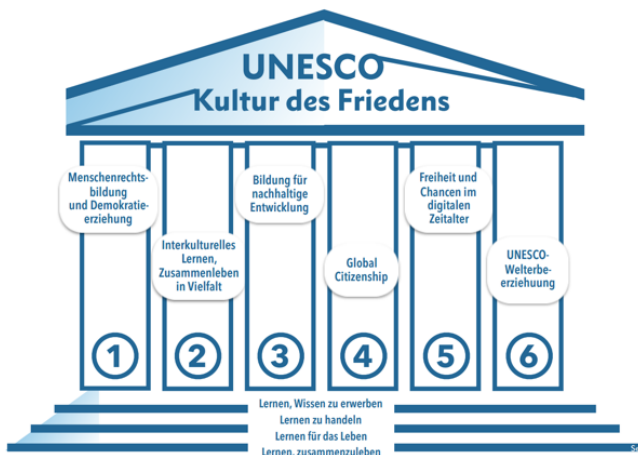 UNESCO
Kultur des Friedens
Menschenrechts-
bildung
und Demokratie-
erziehung
Interkulturelles
Lernen,
Zusammenleben
in Vielfalt
Bildung für
nachhaltige
Entwicklung
Global
Citizenship
Freiheit und
Chancen im
digitalen
Zeitalter
UNESCO-
Welterbe-
erziehuung
1
2
3
4
5
6
Lernen, Wissen zu erwerben
Lernen zu handeln
Lernen für das Leben
Lernen, zusammenzuleben